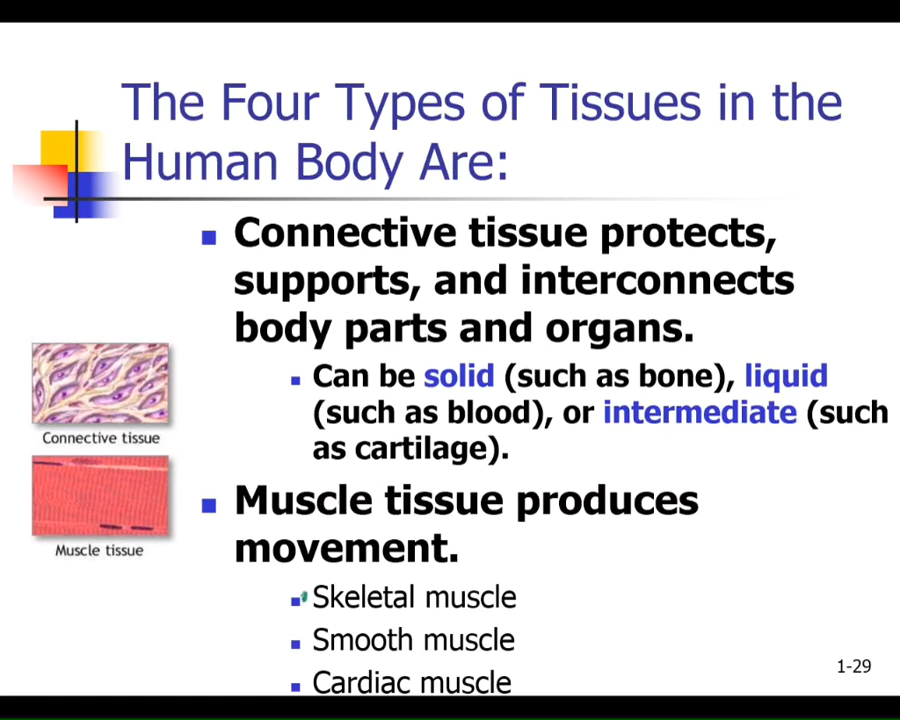 The Four Types of Tissues in the
Human Body Are:
Connective tissue protects,
supports, and interconnects
body parts and organs.
Can be solid (such as bone), liquid
(such as blood), or intermediate (such
as cartilage).
Connective tissue
Muscle tissue produces
movement.
Muscle tissue
Skeletal muscle
Smooth muscle
Cardiac muscle
1-29